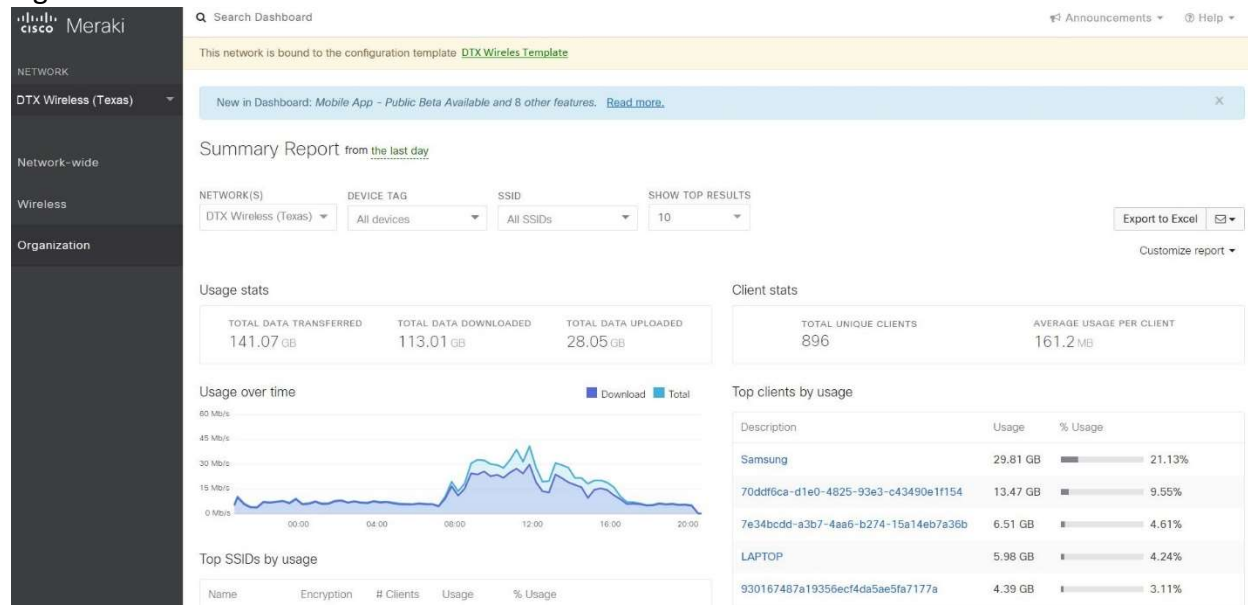 cisco Meraki
Search Dashboard
Announcements
Help
This network is bound to the configuration template DTX Wireles Template
NETWORK
DTX Wireless (Texas)
New in Dashboard: Mobile App - Public Beta Available and 8 other features. Read more.
X
Network-wide
Wireless
Organization
Summary Report from the last day
NETWORK(S) DEVICE TAG SSID SHOW TOP RESULTS
DTX Wireless (Texas) All devices All SSIDs 10
Export to Excel
Customize report
Usage stats
TOTAL DATA TRANSFERRED TOTAL DATA DOWNLOADED TOTAL DATA UPLOADED
141.07 GB 113.01 GB 28.05 GB
Client stats
TOTAL UNIQUE CLIENTS AVERAGE USAGE PER CLIENT
896 161.2 MB
Usage over time
Download Total
60 Mb/s
45 Mb/s
30 Mb/s
15 Mb/s
0 Mb/s
00:00 04:00 08:00 12:00 16:00 20:00
Top SSIDs by usage
Name Encryption # Clients Usage % Usage
Top clients by usage
Description Usage % Usage
Samsung 29.81 GB 21.13%
70ddf6ca-d1e0-4825-93e3-c43490e1f154 13.47 GB 9.55%
7e34bcdd-a3b7-4aa6-b274-15a14eb7a36b 6.51 GB 4.61%
LAPTOP 5.98 GB 4.24%
930167487a19356ecf4da5ae5fa7177a 4.39 GB 3.11%